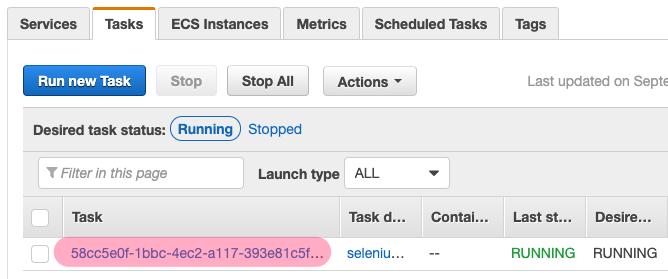 Services Tasks ECS Instances Metrics Scheduled Tasks Tags
Run new Task Stop Stop All Actions Last updated on Septe
Desired task status: Running Stopped
Filter in this page Launch type ALL
Task Task d... Contai... Last st... Desire...
58cc5e0f-1bbc-4ec2-a117-393e81c5f... seleniu... -- RUNNING RUNNING